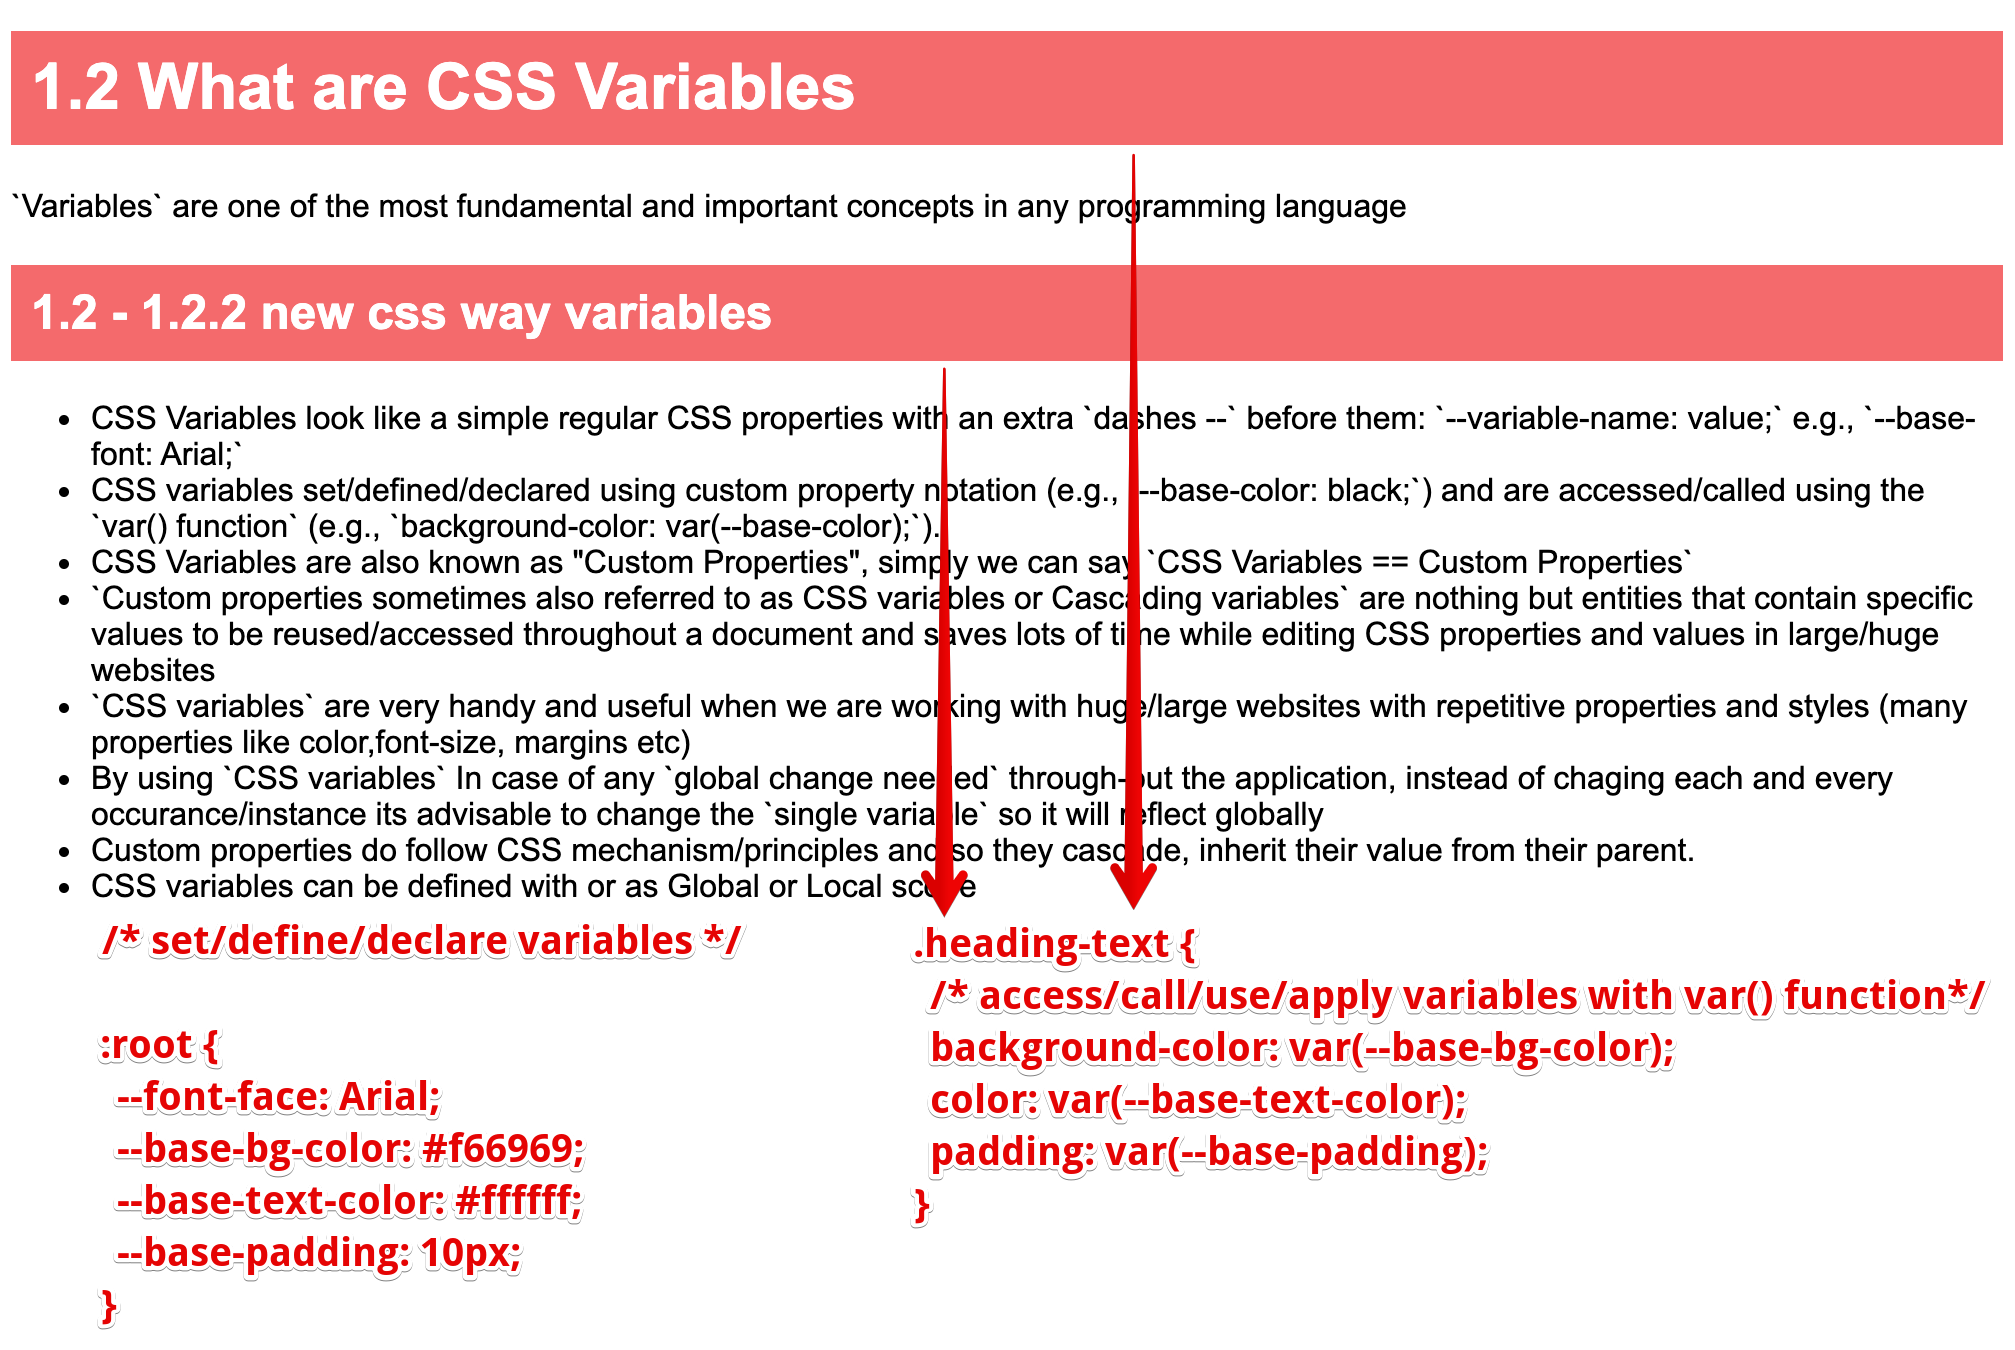 1.2 What are CSS Variables
`Variables` are one of the most fundamental and important concepts in any programming language
1.2 - 1.2.2 new css way variables
• CSS Variables look like a simple regular CSS properties with an extra `dashes --` before them: `--variable-name: value;` e.g., `--base-
font: Arial;`
• CSS variables set/defined/declared using custom property notation (e.g., `--base-color: black;`) and are accessed/called using the
`var() function` (e.g., `background-color: var(--base-color);`).
• CSS Variables are also known as "Custom Properties", simply we can say `CSS Variables == Custom Properties`
• `Custom properties sometimes also referred to as CSS variables or Cascading variables` are nothing but entities that contain specific
values to be reused/accessed throughout a document and saves lots of time while editing CSS properties and values in large/huge
websites
• `CSS variables` are very handy and useful when we are working with huge/large websites with repetitive properties and styles (many
properties like color,font-size, margins etc)
• By using `CSS variables` In case of any `global change needed` through-out the application, instead of chaging each and every
occurance/instance its advisable to change the `single variable` so it will reflect globally
• Custom properties do follow CSS mechanism/principles and so they cascade, inherit their value from their parent.
• CSS variables can be defined with or as Global or Local scope
/* set/define/declare variables */
:root {
--font-face: Arial;
--base-bg-color: #f66969;
--base-text-color: #ffffff;
--base-padding: 10px;
}
.heading-text {
/* access/call/use/apply variables with var() function*/
background-color: var(--base-bg-color);
color: var(--base-text-color);
padding: var(--base-padding);
}